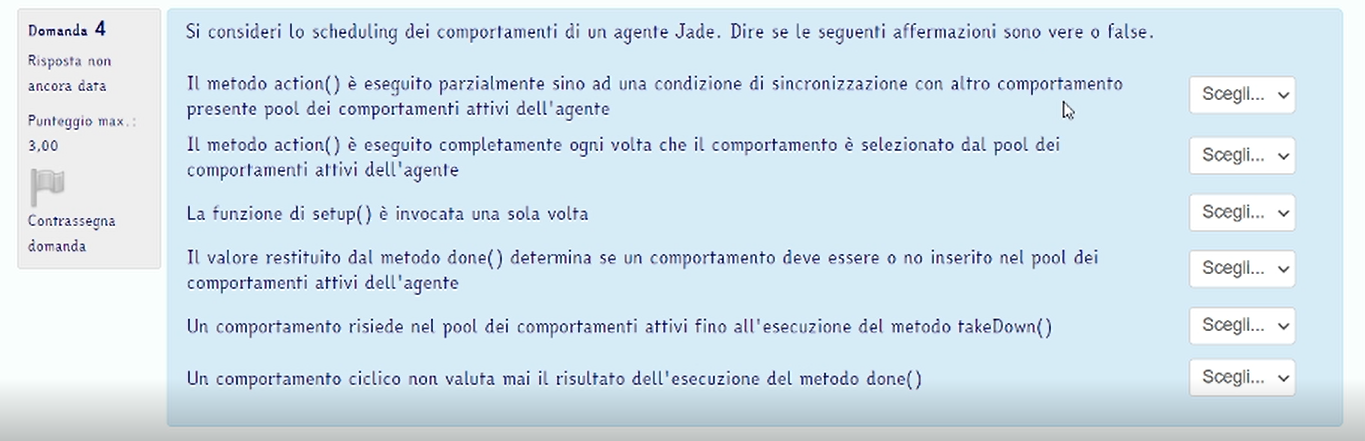 Domanda 4
Risposta non
ancora data
Punteggio max.:
3,00
Contrassegna
domanda
Si consideri lo scheduling dei comportamenti di un agente Jade. Dire se le seguenti affermazioni sono vere o false.
Il metodo action() è eseguito parzialmente sino ad una condizione di sincronizzazione con altro comportamento
presente pool dei comportamenti attivi dell'agente
Scegli...
Il metodo action() è eseguito completamente ogni volta che il comportamento è selezionato dal pool dei
comportamenti attivi dell'agente
Scegli...
La funzione di setup() è invocata una sola volta
Scegli...
Il valore restituito dal metodo done() determina se un comportamento deve essere o no inserito nel pool dei
comportamenti attivi dell'agente
Scegli...
Un comportamento risiede nel pool dei comportamenti attivi fino all'esecuzione del metodo takeDown()
Scegli...
Un comportamento ciclico non valuta mai il risultato dell'esecuzione del metodo done()
Scegli...